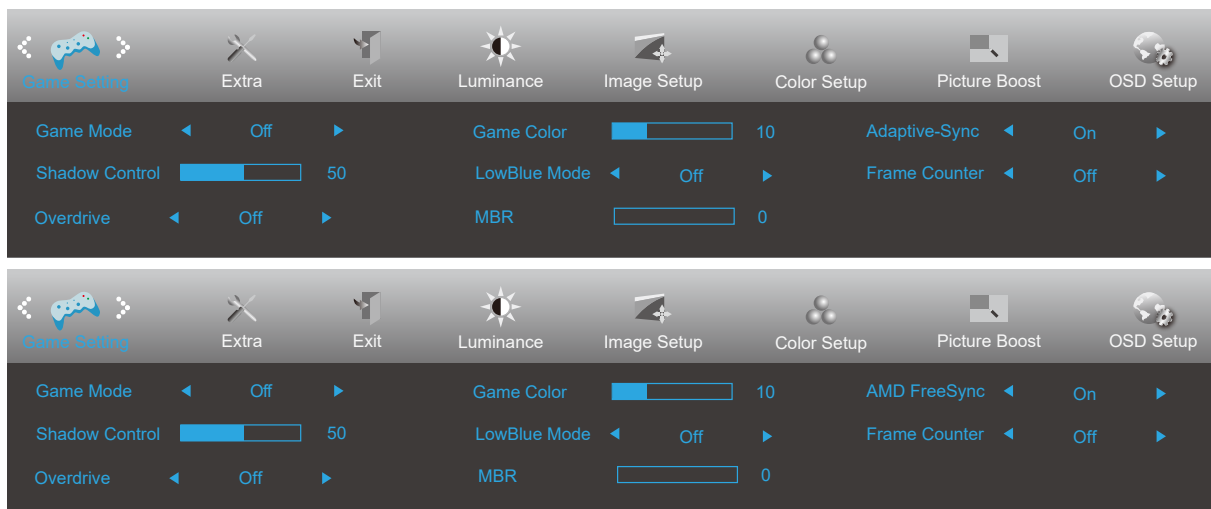 Game Setting Extra Exit Luminance Image Setup Color Setup Picture Boost OSD Setup
Game Mode Off Game Color 10 Adaptive-Sync On
Shadow Control 50 LowBlue Mode Off Frame Counter Off
Overdrive Off MBR 0
Game Setting Extra Exit Luminance Image Setup Color Setup Picture Boost OSD Setup
Game Mode Off Game Color 10 AMD FreeSync On
Shadow Control 50 LowBlue Mode Off Frame Counter Off
Overdrive Off MBR 0